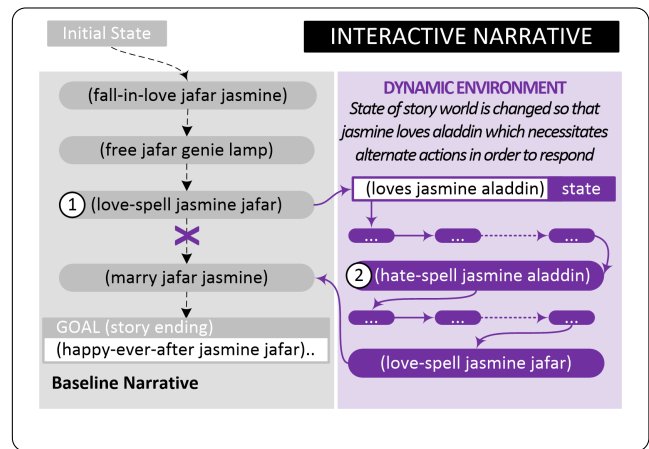 Initial State
INTERACTIVE NARRATIVE
(fall-in-love jafar jasmine)
(free jafar genie lamp)
1 (love-spell jasmine jafar)
(marry jafar jasmine)
GOAL (story ending)
(happy-ever-after jasmine jafar)..
Baseline Narrative
DYNAMIC ENVIRONMENT
State of story world is changed so that
jasmine loves aladdin which necessitates
alternate actions in order to respond
(loves jasmine aladdin) state
... ... ...
2 (hate-spell jasmine aladdin)
... ... ...
(love-spell jasmine jafar)